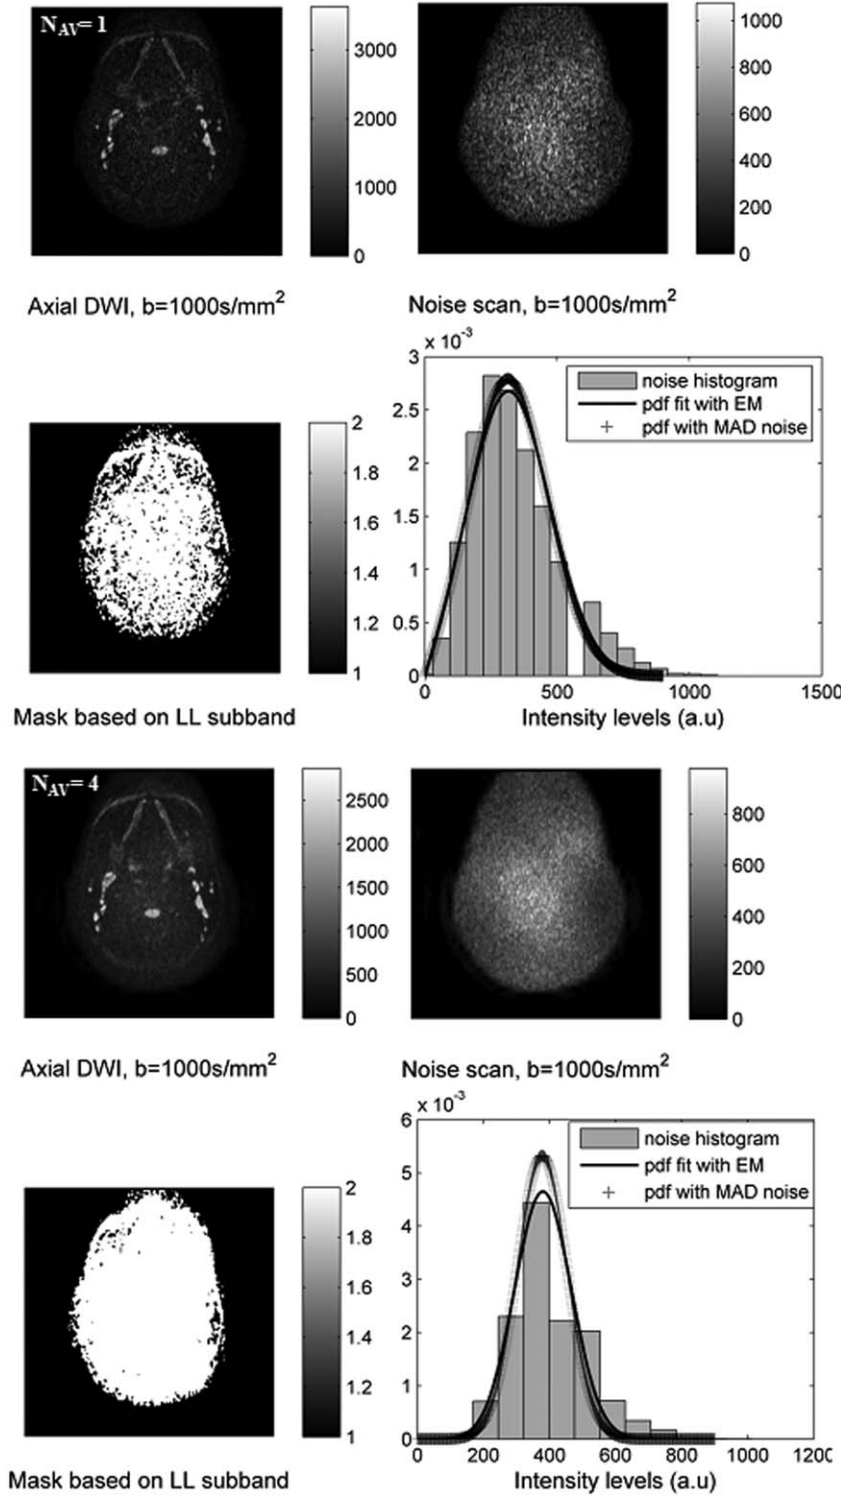 N_AV= 1
3000
2000
1000
0
1000
800
600
400
200
0
Axial DWI, b=1000s/mm²
Noise scan, b=1000s/mm²
2
1.8
1.6
1.4
1.2
1
x 10⁻³
3
2.5
2
1.5
1
0.5
0
noise histogram
pdf fit with EM
pdf with MAD noise
0 500 1000 1500
Mask based on LL subband
Intensity levels (a.u)
N_AV= 4
2500
2000
1500
1000
500
0
800
600
400
200
0
Axial DWI, b=1000s/mm²
Noise scan, b=1000s/mm²
2
1.8
1.6
1.4
1.2
1
x 10⁻³
6
5
4
3
2
1
0
noise histogram
pdf fit with EM
pdf with MAD noise
0 200 400 600 800 1000 1200
Mask based on LL subband
Intensity levels (a.u)